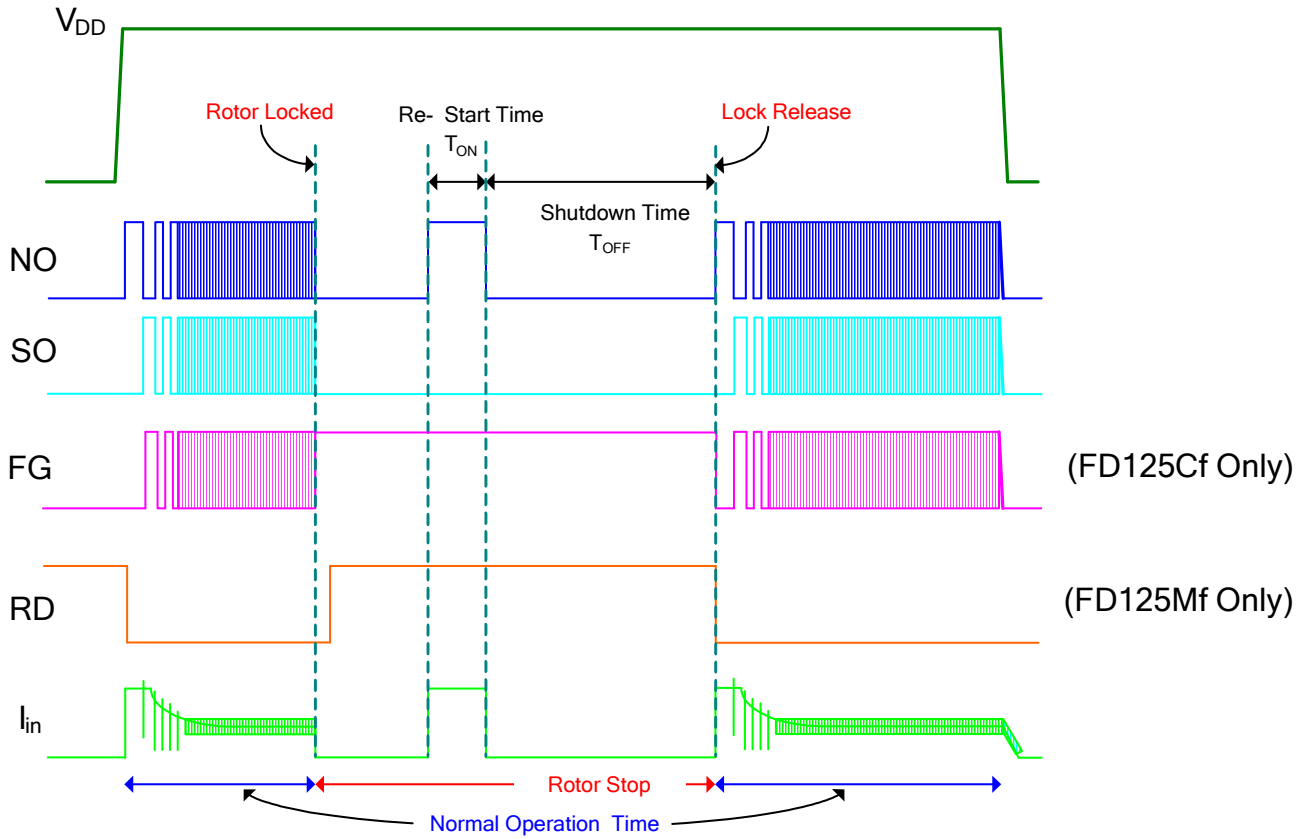 VDD
Rotor Locked
Re- Start Time
TON
Lock Release
Shutdown Time
TOFF
NO
SO
FG
(FD125Cf Only)
RD
(FD125Mf Only)
Iin
Rotor Stop
Normal Operation Time